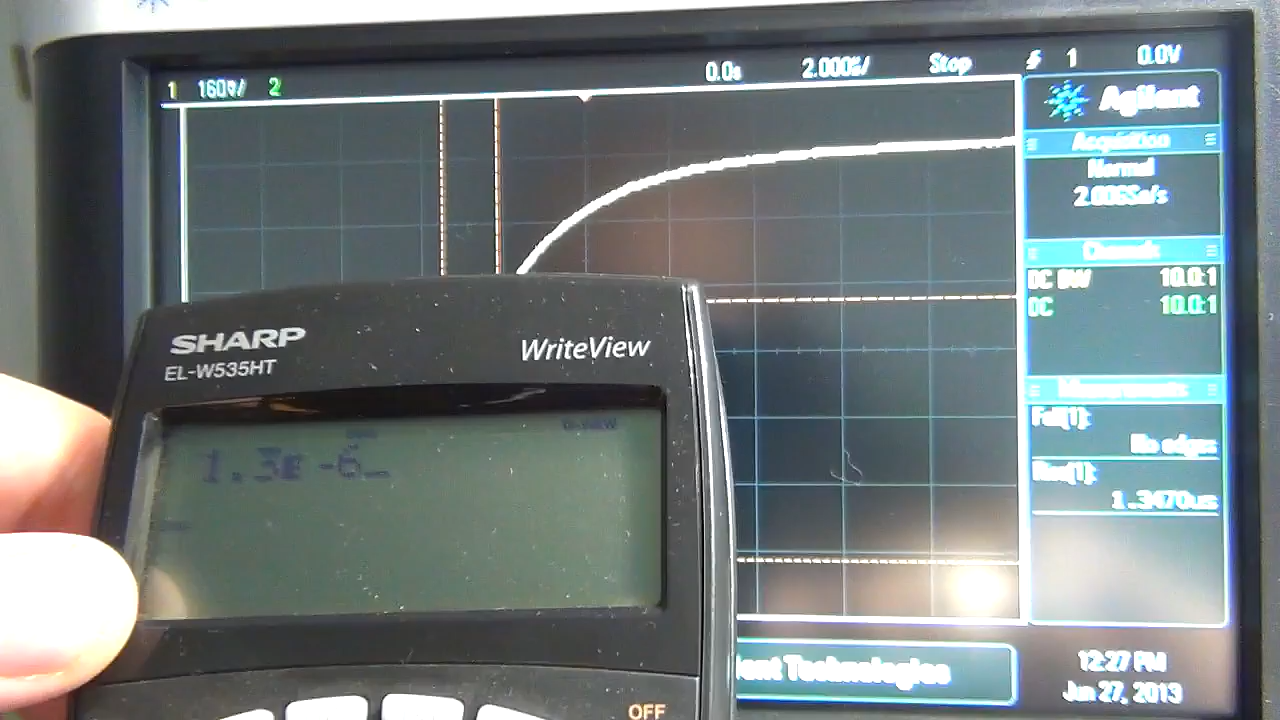 1 160V/ 2 0.0s 2.000s/ Stop 1 0.0V
Agilent
Acquisition
Normal
2.00GSa/s
Channels
DC BW 10.0:1
DC 10.0:1
Measurements
Fall[1]:
No edges
Rise[1]:
1.3470us
SHARP
EL-W535HT
WriteView
1.3E-6_
ent Technologies
12:27 PM
Jun 27, 2013
OFF